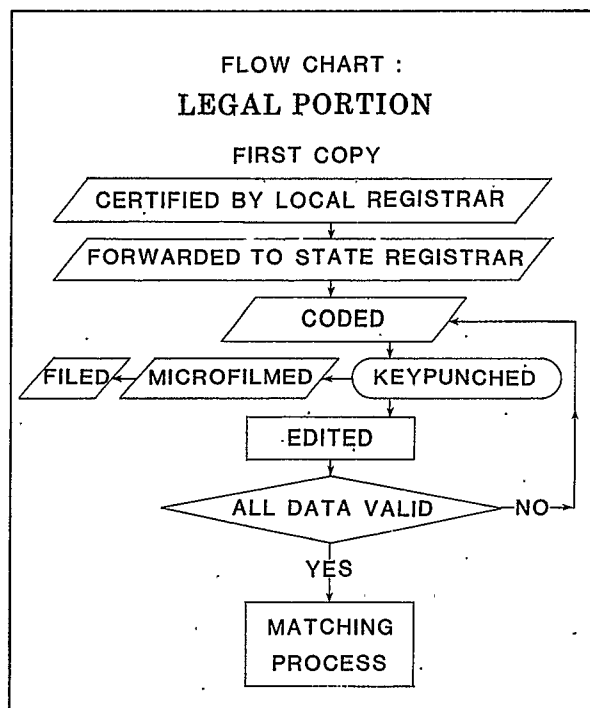 FLOW CHART :
LEGAL PORTION
FIRST COPY
CERTIFIED BY LOCAL REGISTRAR
FORWARDED TO STATE REGISTRAR
CODED
FILED MICROFILMED KEYPUNCHED
EDITED
ALL DATA VALID NO
YES
MATCHING
PROCESS